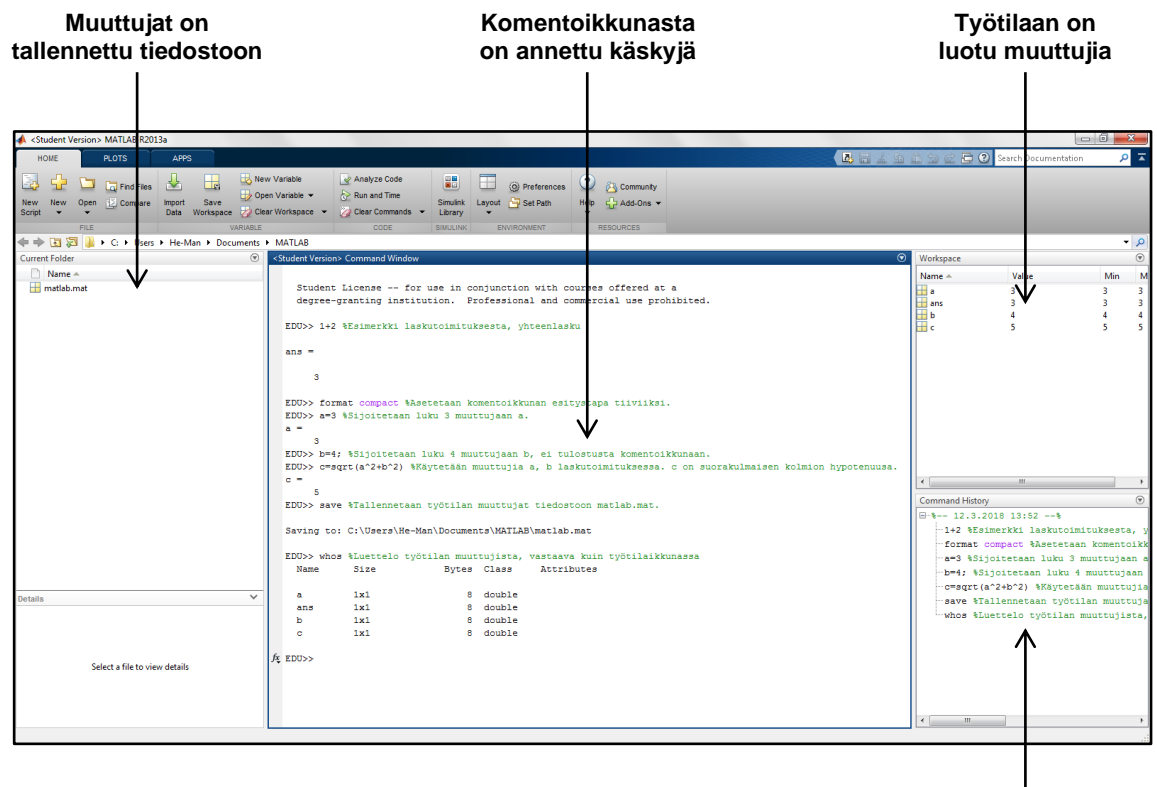 Muuttujat on
tallennettu tiedostoon
Komentoikkunasta
on annettu käskyjä
Työtilaan on
luotu muuttujia
<Student Version> MATLAB R2013a
HOME PLOTS APPS
Search Documentation
New Script
New
Open
Find Files
Compare
Import Data
Save Workspace
New Variable
Open Variable
Clear Workspace
Analyze Code
Run and Time
Clear Commands
Simulink Library
Layout
Preferences
Set Path
Help
Community
Add-Ons
FILE VARIABLE CODE SIMULINK ENVIRONMENT RESOURCES
C: Users He-Man Documents MATLAB
Current Folder
Name
matlab.mat
Details
Select a file to view details
<Student Version> Command Window
Student License -- for use in conjunction with courses offered at a
degree-granting institution. Professional and commercial use prohibited.
EDU>> 1+2 %Esimerkki laskutoimituksesta, yhteenlasku
ans =
3
EDU>> format compact %Asetetaan komentoikkunan esitystapa tiiviiksi.
EDU>> a=3 %Sijoitetaan luku 3 muuttujaan a.
a =
3
EDU>> b=4; %Sijoitetaan luku 4 muuttujaan b, ei tulostusta komentoikkunaan.
EDU>> c=sqrt(a^2+b^2) %Käytetään muuttujia a, b laskutoimituksessa. c on suorakulmaisen kolmion hypotenuusa.
c =
5
EDU>> save %Tallennetaan työtilan muuttujat tiedostoon matlab.mat.
Saving to: C:\Users\He-Man\Documents\MATLAB\matlab.mat
EDU>> whos %Luettelo työtilan muuttujista, vastaava kuin työtilaikkunassa
Name Size Bytes Class Attributes
a 1x1 8 double
ans 1x1 8 double
b 1x1 8 double
c 1x1 8 double
fx EDU>>
Workspace
Name Value Min M
a 3 3 3
ans 3 3 3
b 4 4 4
c 5 5 5
Command History
%-- 12.3.2018 13:52 --%
1+2 %Esimerkki laskutoimituksesta, y
format compact %Asetetaan komentoikk
a=3 %Sijoitetaan luku 3 muuttujaan a
b=4; %Sijoitetaan luku 4 muuttujaan
c=sqrt(a^2+b^2) %Käytetään muuttujia
save %Tallennetaan työtilan muuttuja
whos %Luettelo työtilan muuttujista,